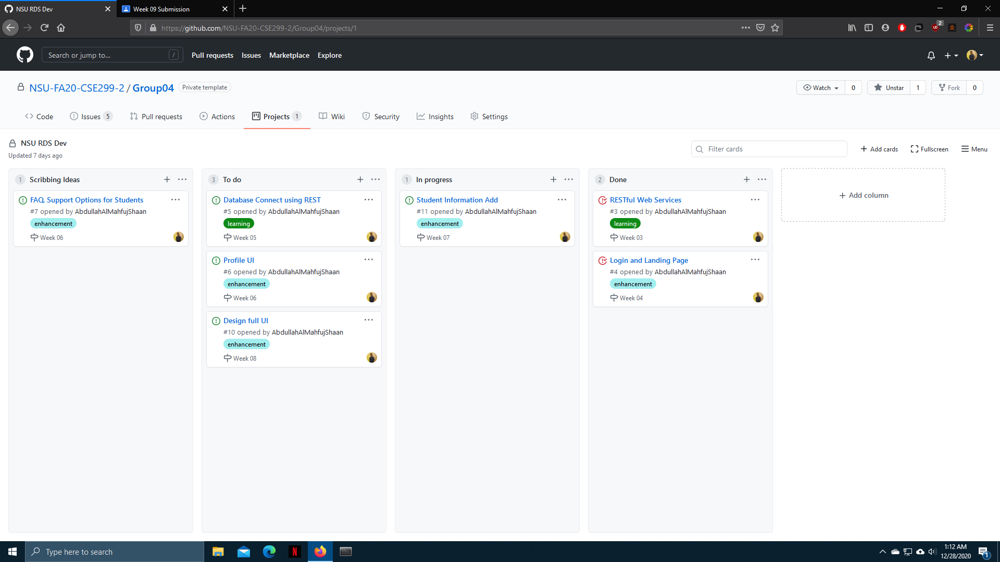 NSU RDS Dev
Week 09 Submission
https://github.com/NSU-FA20-CSE299-2/Group04/projects/1
2
Search or jump to...
/
Pull requests
Issues
Marketplace
Explore
NSU-FA20-CSE299-2 / Group04
Private template
Watch
0
Unstar
1
Fork
0
Code
Issues 5
Pull requests
Actions
Projects 1
Wiki
Security
Insights
Settings
NSU RDS Dev
Updated 7 days ago
Filter cards
Add cards
Fullscreen
Menu
1 Scribbing Ideas
FAQ, Support Options for Students
#7 opened by AbdullahAlMahfujShaan
enhancement
Week 06
3 To do
Database Connect using REST
#5 opened by AbdullahAlMahfujShaan
learning
Week 05
Profile UI
#6 opened by AbdullahAlMahfujShaan
enhancement
Week 06
Design full UI
#10 opened by AbdullahAlMahfujShaan
enhancement
Week 08
1 In progress
Student Information Add
#11 opened by AbdullahAlMahfujShaan
enhancement
Week 07
2 Done
RESTful Web Services
#3 opened by AbdullahAlMahfujShaan
learning
Week 03
Login and Landing Page
#4 opened by AbdullahAlMahfujShaan
enhancement
Week 04
Add column
Type here to search
N
1:12 AM
12/28/2020
1